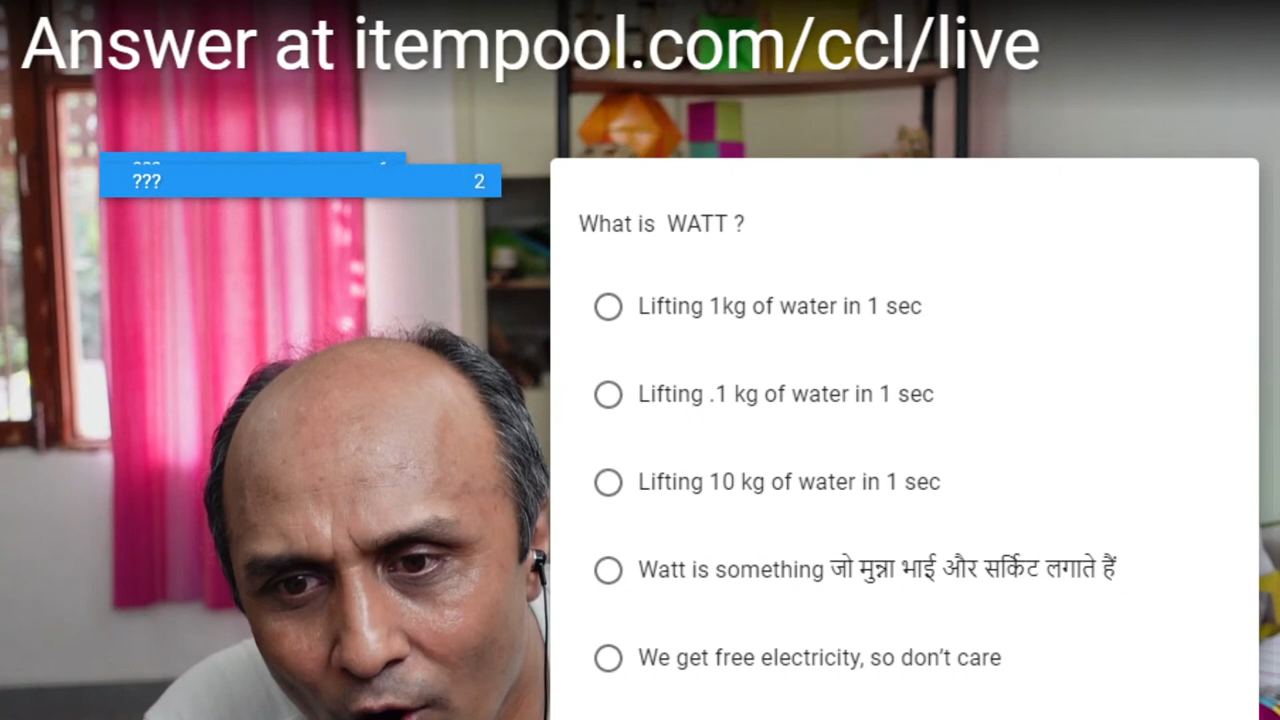 Answer at itempool.com/ccl/live
???
??? 2
What is WATT ?
Lifting 1kg of water in 1 sec
Lifting .1 kg of water in 1 sec
Lifting 10 kg of water in 1 sec
Watt is something जो मुन्ना भाई और सर्किट लगाते हैं
We get free electricity, so don't care